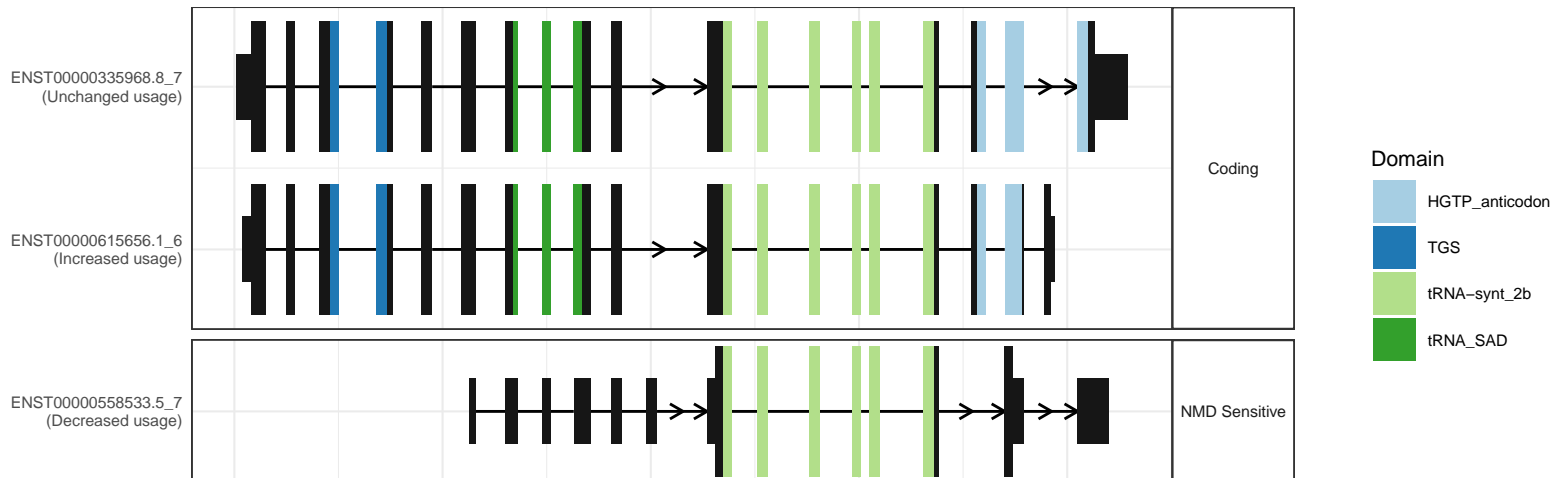 ENST00000335968.8_7
(Unchanged usage)
ENST00000615656.1_6
(Increased usage)
Coding
ENST00000558533.5_7
(Decreased usage)
NMD Sensitive
Domain
HGTP_anticodon
TGS
tRNA−synt_2b
tRNA_SAD